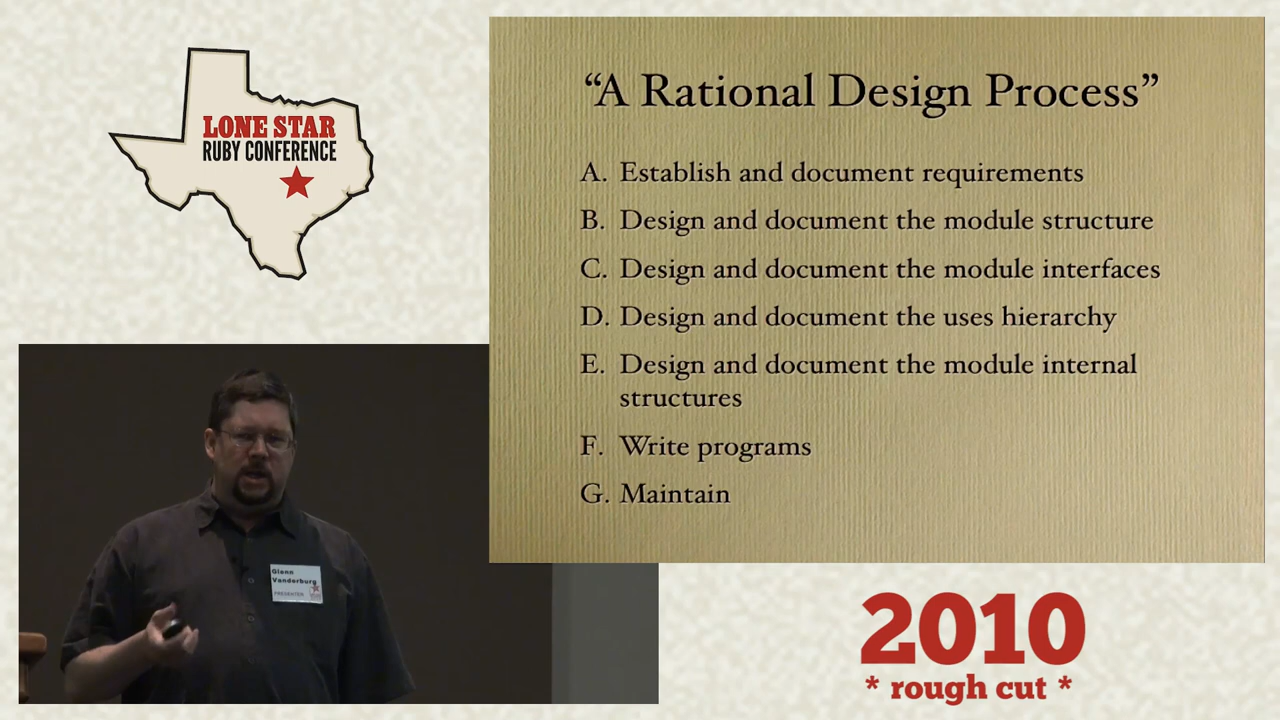 LONE STAR
RUBY CONFERENCE
“A Rational Design Process”
A. Establish and document requirements
B. Design and document the module structure
C. Design and document the module interfaces
D. Design and document the uses hierarchy
E. Design and document the module internal
structures
F. Write programs
G. Maintain
Glenn
Vanderburg
PRESENTER
2010
* rough cut *